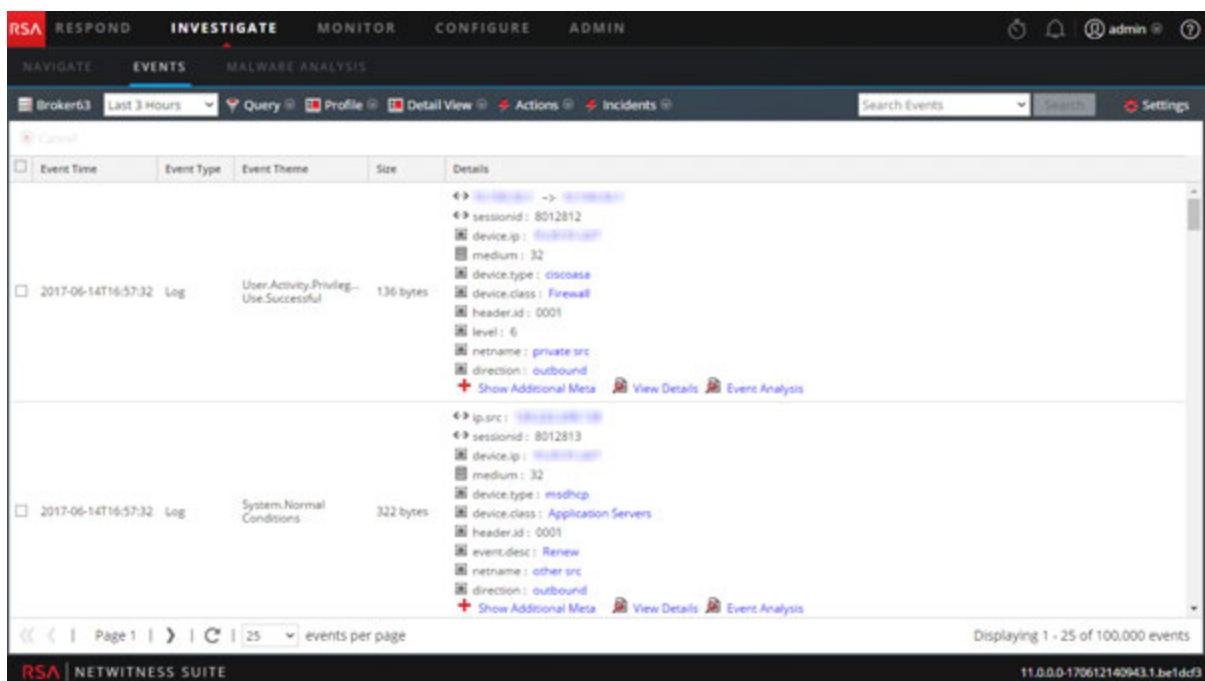 RSA RESPOND INVESTIGATE MONITOR CONFIGURE ADMIN admin ?
NAVIGATE EVENTS MALWARE ANALYSIS
Broker63 Last 3 Hours Query Profile Detail View Actions Incidents Search Events Search Settings
Cancel
Event Time Event Type Event Theme Size Details
->
sessionid : 8012812
device.ip :
medium : 32
device.type : ciscoasa
device.class : Firewall
header.id : 0001
level : 6
netname : private src
direction : outbound
2017-06-14T16:57:32 Log User.Activity.Privileg... 136 bytes
Use.Successful
Show Additional Meta View Details Event Analysis
ip.src :
sessionid : 8012813
device.ip :
medium : 32
device.type : msdhcp
device.class : Application Servers
header.id : 0001
event.desc : Renew
netname : other src
direction : outbound
2017-06-14T16:57:32 Log System.Normal 322 bytes
Conditions
Show Additional Meta View Details Event Analysis
Page 1 | 25 events per page Displaying 1 - 25 of 100,000 events
RSA NETWITNESS SUITE 11.0.0.0-170612140943.1.be1dcf3